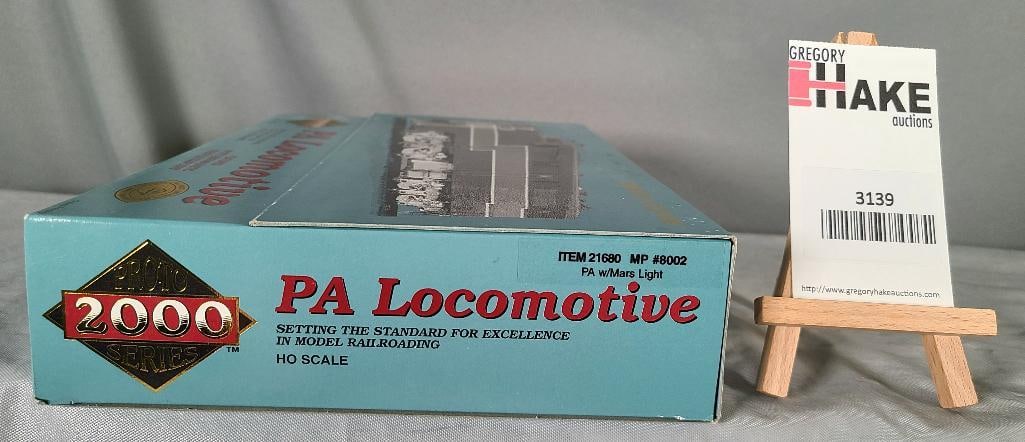 PA Locomotive
PROTO
2000
SERIES
TM
ITEM 21680 MP #8002
PA w/Mars Light
PA Locomotive
SETTING THE STANDARD FOR EXCELLENCE
IN MODEL RAILROADING
HO SCALE
GREGORY
HAKE
auctions
3139
http://www.gregoryhakeauctions.com